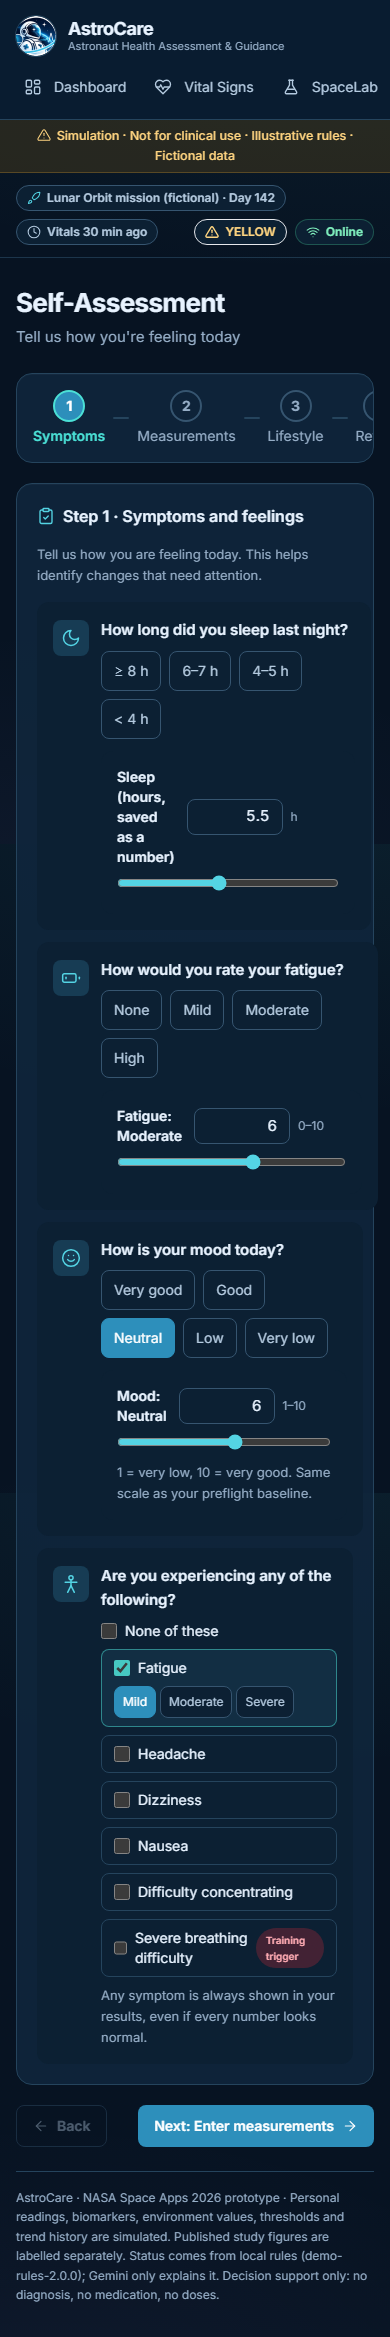 AstroCare
Astronaut Health Assessment & Guidance
Dashboard Vital Signs SpaceLab
Simulation · Not for clinical use · Illustrative rules ·
Fictional data
Lunar Orbit mission (fictional) · Day 142
Vitals 30 min ago YELLOW Online
Self-Assessment
Tell us how you're feeling today
1 2 3
Symptoms Measurements Lifestyle Re
Step 1 · Symptoms and feelings
Tell us how you are feeling today. This helps
identify changes that need attention.
How long did you sleep last night?
≥ 8 h 6–7 h 4–5 h
< 4 h
Sleep
(hours,
saved
as a
number)
5.5 h
How would you rate your fatigue?
None Mild Moderate
High
Fatigue:
Moderate
6 0–10
How is your mood today?
Very good Good
Neutral Low Very low
Mood:
Neutral
6 1–10
1 = very low, 10 = very good. Same
scale as your preflight baseline.
Are you experiencing any of the
following?
None of these
Fatigue
Mild Moderate Severe
Headache
Dizziness
Nausea
Difficulty concentrating
Severe breathing
difficulty
Training
trigger
Any symptom is always shown in your
results, even if every number looks
normal.
Back Next: Enter measurements
AstroCare · NASA Space Apps 2026 prototype · Personal
readings, biomarkers, environment values, thresholds and
trend history are simulated. Published study figures are
labelled separately. Status comes from local rules (demo-
rules-2.0.0); Gemini only explains it. Decision support only: no
diagnosis, no medication, no doses.